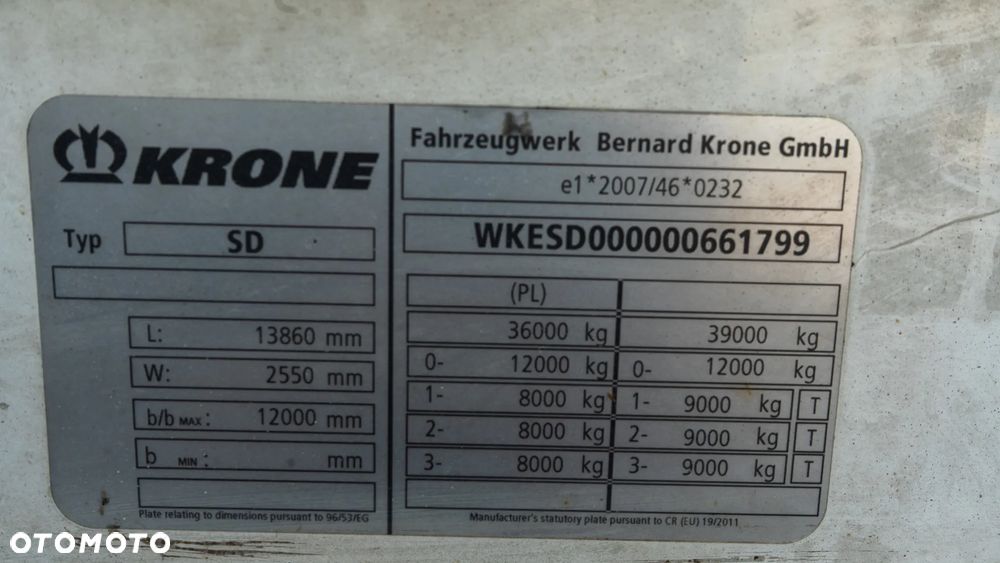 KRONE
Typ SD
L: 13860 mm
W: 2550 mm
b/b MAX: 12000 mm
b MIN: mm
Plate relating to dimensions pursuant to 96/53/EG
Fahrzeugwerk Bernard Krone GmbH
e1*2007/46*0232
WKESD000000661799
(PL)
36000 kg 39000 kg
0- 12000 kg 0- 12000 kg
1- 8000 kg 1- 9000 kg T
2- 8000 kg 2- 9000 kg T
3- 8000 kg 3- 9000 kg T
Manufacturer's statutory plate pursuant to CR (EU) 19/2011
OTOMOTO